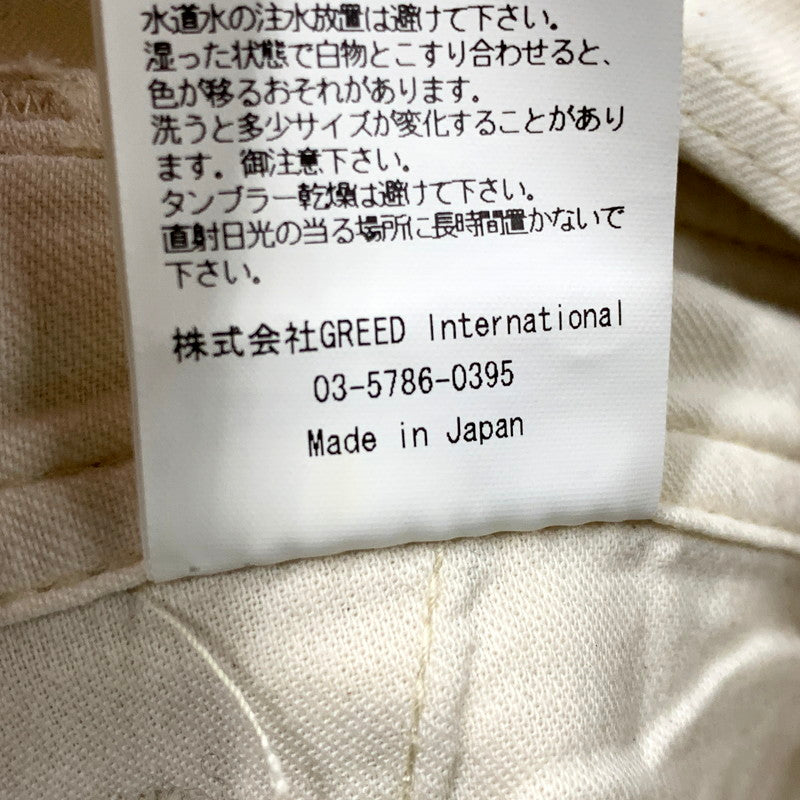 水道水の注水放置は避けて下さい。
湿った状態で白物とこすり合わせると、
色が移るおそれがあります。
洗うと多少サイズが変化することがあり
ます。御注意下さい。
タンブラー乾燥は避けて下さい。
直射日光の当る場所に長時間置かないで
下さい。
株式会社GREED International
03-5786-0395
Made in Japan